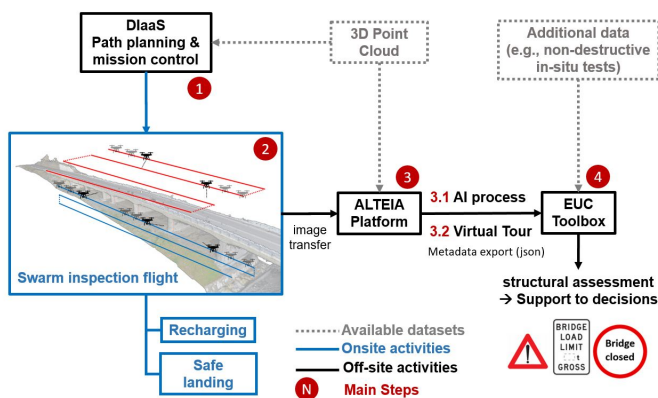 DIaaS
Path planning &
mission control
1
3D Point
Cloud
Additional data
(e.g., non-destructive
in-situ tests)
2
Swarm inspection flight
image
transfer
3
ALTEIA
Platform
3.1 AI process
3.2 Virtual Tour
Metadata export (json)
4
EUC
Toolbox
structural assessment
→ Support to decisions
Recharging
Safe
landing
Available datasets
Onsite activities
Off-site activities
N Main Steps
!
BRIDGE
LOAD
LIMIT
t
GROSS
Bridge
closed